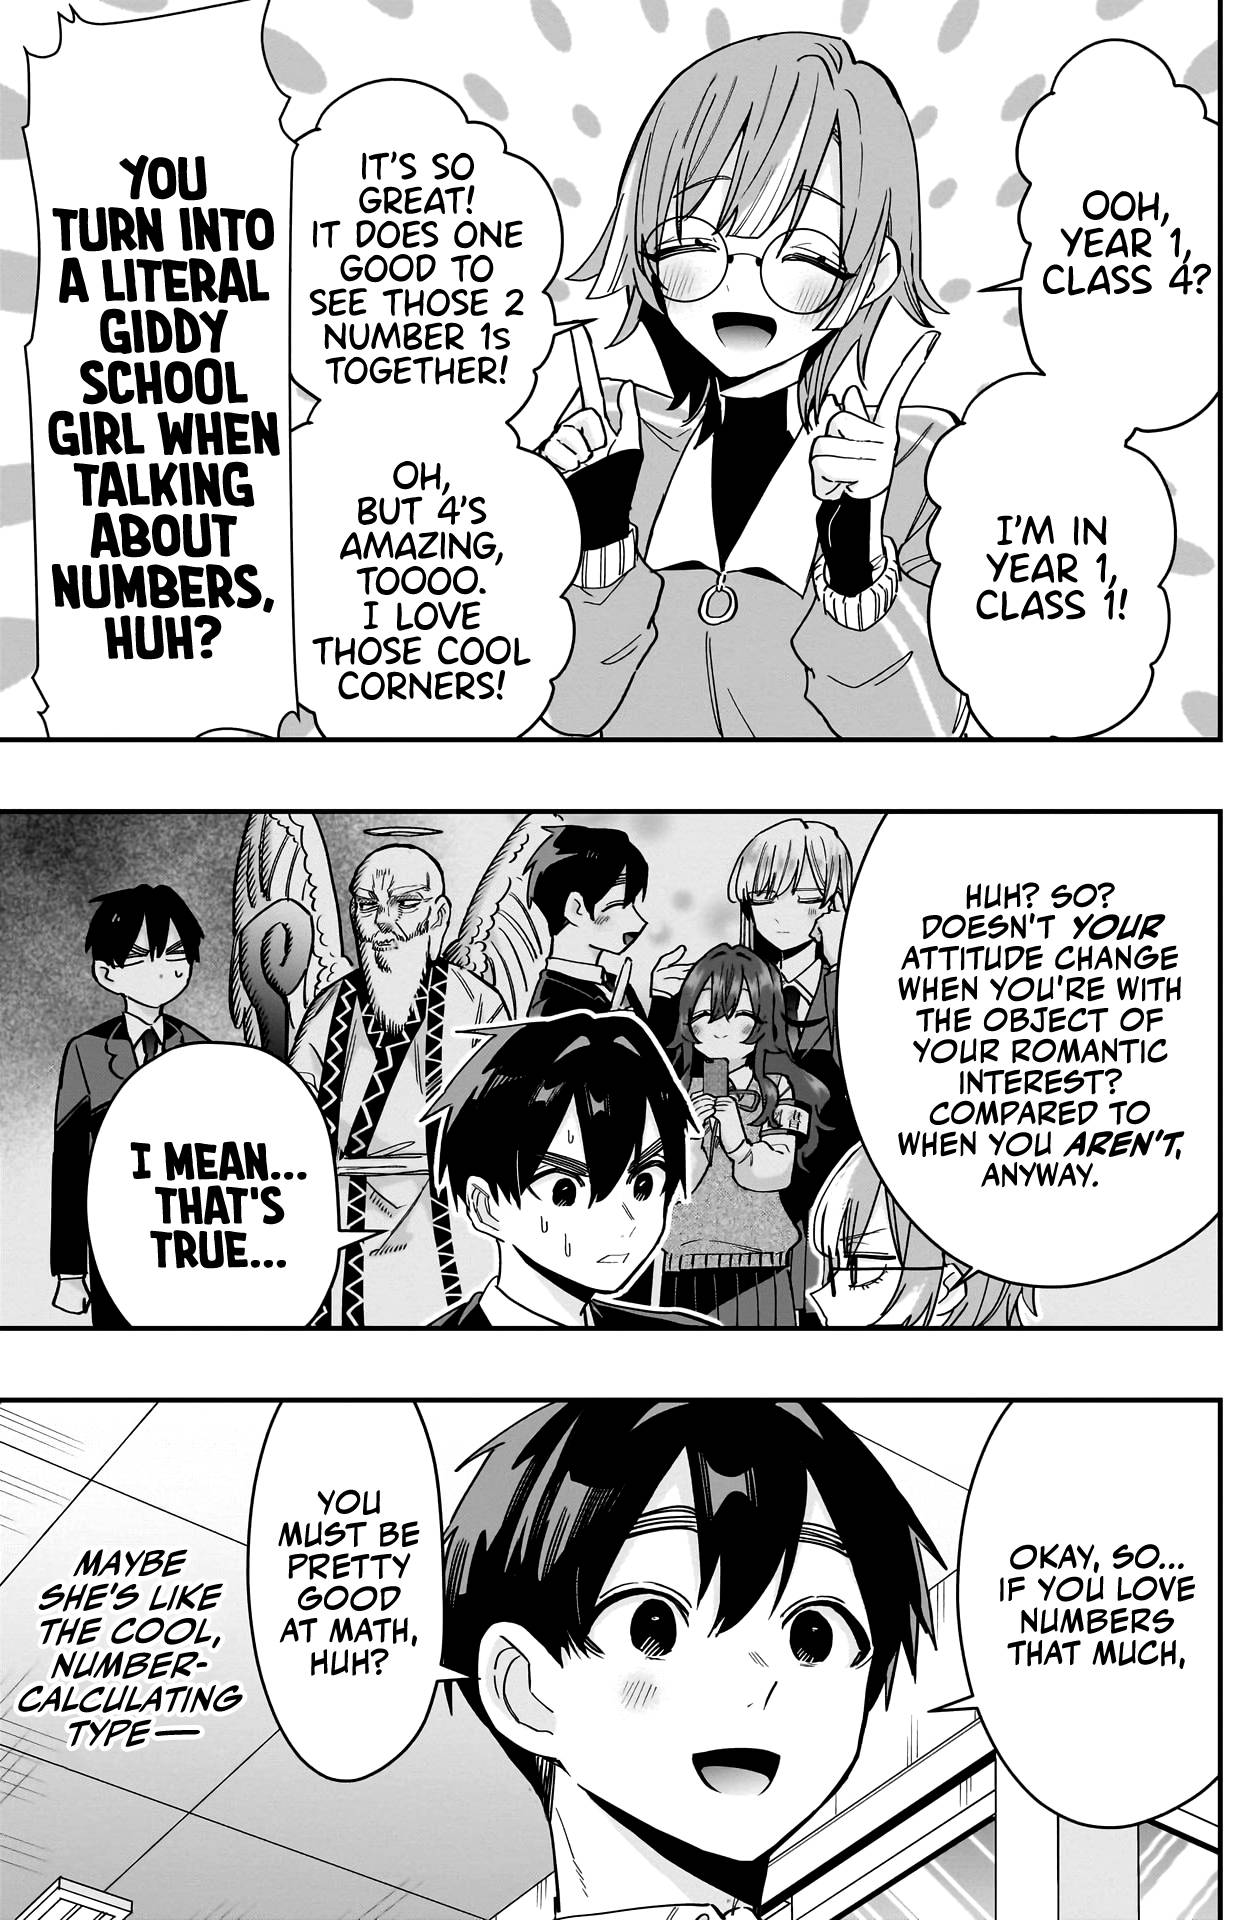 OOH,
YEAR 1,
CLASS 4?
I'M IN
YEAR 1,
CLASS 1!
IT'S SO
GREAT!
IT DOES ONE
GOOD TO
SEE THOSE 2
NUMBER 1s
TOGETHER!
OH,
BUT 4'S
AMAZING,
TOOOO.
I LOVE
THOSE COOL
CORNERS!
YOU
TURN INTO
A LITERAL
GIDDY
SCHOOL
GIRL WHEN
TALKING
ABOUT
NUMBERS,
HUH?
HUH? SO?
DOESN'T YOUR
ATTITUDE CHANGE
WHEN YOU'RE WITH
THE OBJECT OF
YOUR ROMANTIC
INTEREST?
COMPARED TO
WHEN YOU AREN'T,
ANYWAY.
I MEAN...
THAT'S
TRUE...
OKAY, SO...
IF YOU LOVE
NUMBERS
THAT MUCH,
YOU
MUST BE
PRETTY
GOOD
AT MATH,
HUH?
MAYBE
SHE'S LIKE
THE COOL,
NUMBER-
CALCULATING
TYPE—